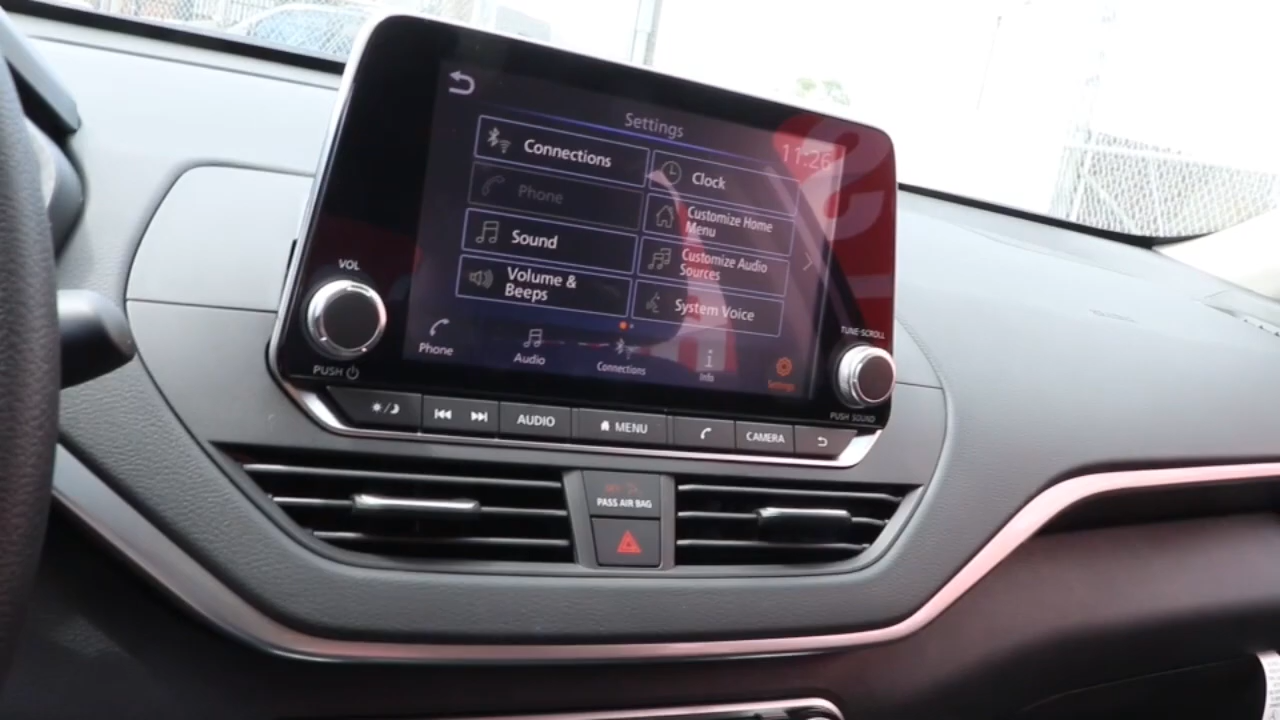 Settings
11:26
Connections
Clock
Phone
Customize Home
Menu
Sound
Customize Audio
Sources
Volume &
Beeps
System Voice
VOL
PUSH
Phone
Audio
Connections
Info
Settings
TUNE·SCROLL
PUSH SOUND
AUDIO
MENU
CAMERA
PASS AIR BAG